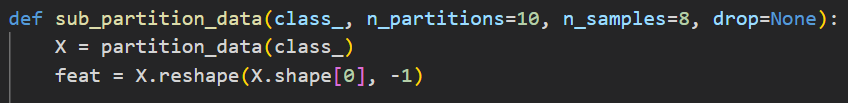 def sub_partition_data(class_, n_partitions=10, n_samples=8, drop=None):
    X = partition_data(class_)
    feat = X.reshape(X.shape[0], -1)